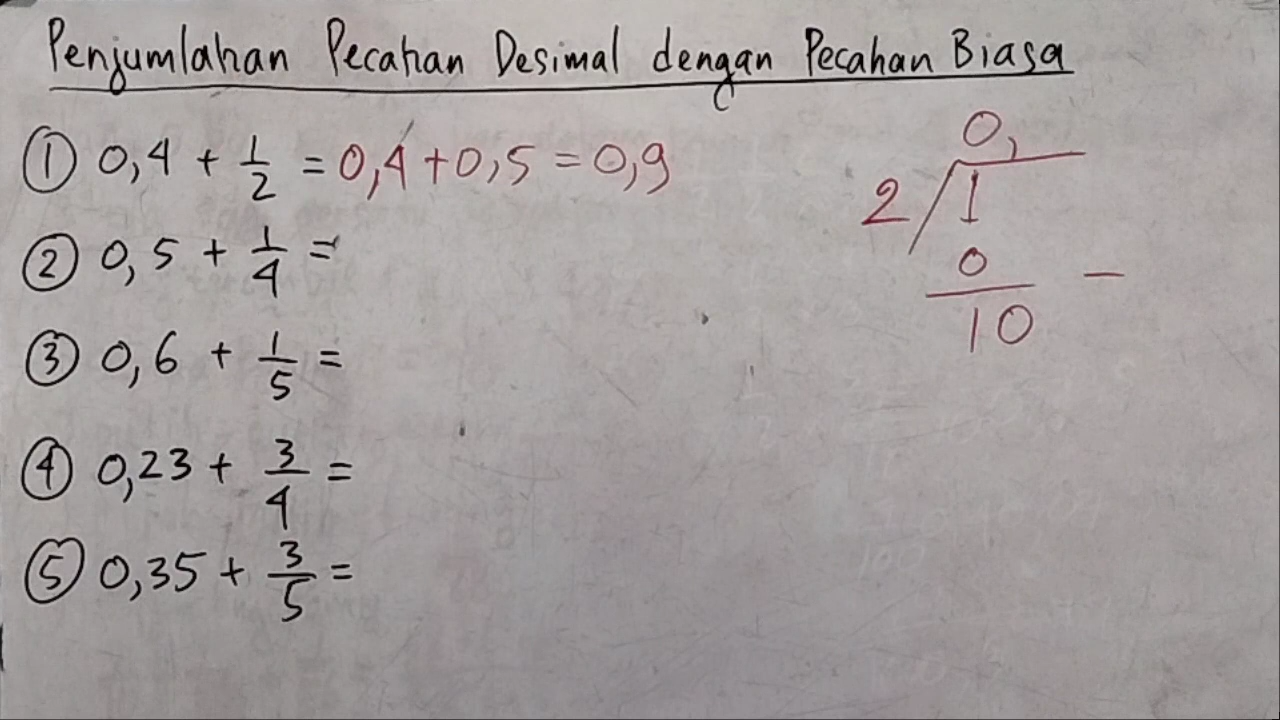 Penjumlahan Pecahan Desimal dengan Pecahan Biasa
① 0,4 + 1/2 = 0,4 + 0,5 = 0,9
② 0,5 + 1/4 =
③ 0,6 + 1/5 =
④ 0,23 + 3/4 =
⑤ 0,35 + 3/5 =
0,
2 / 1
0 –
10